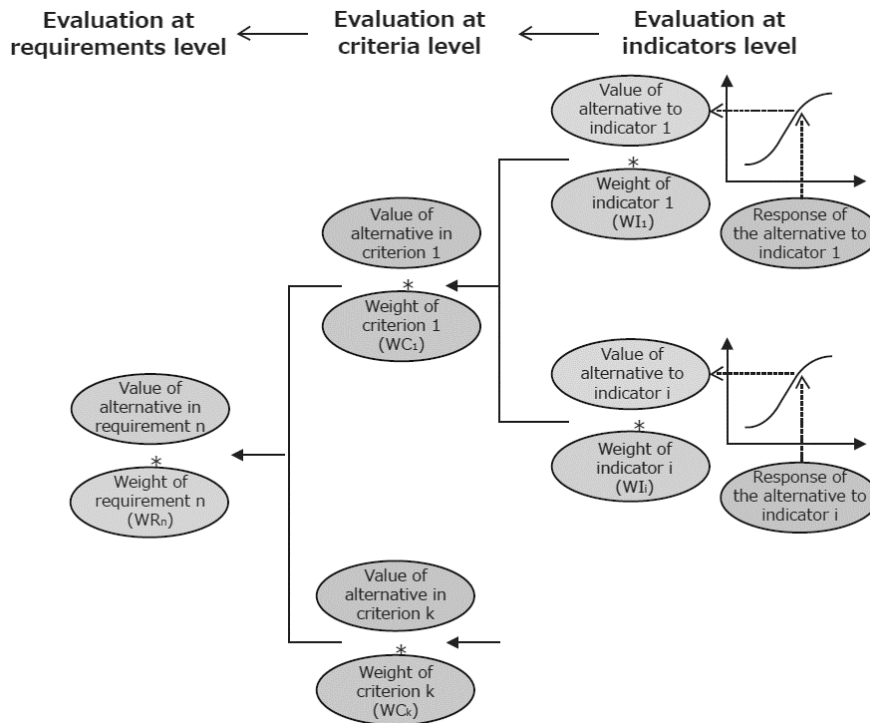 Evaluation at
requirements level
Evaluation at
criteria level
Evaluation at
indicators level
Value of
alternative to
indicator 1
*
Weight of
indicator 1
(WI₁)
Response of
the alternative to
indicator 1
Value of
alternative in
criterion 1
*
Weight of
criterion 1
(WC₁)
Value of
alternative to
indicator i
*
Weight of
indicator i
(WIᵢ)
Response of
the alternative to
indicator i
Value of
alternative in
requirement n
*
Weight of
requirement n
(WRₙ)
Value of
alternative in
criterion k
*
Weight of
criterion k
(WCₖ)